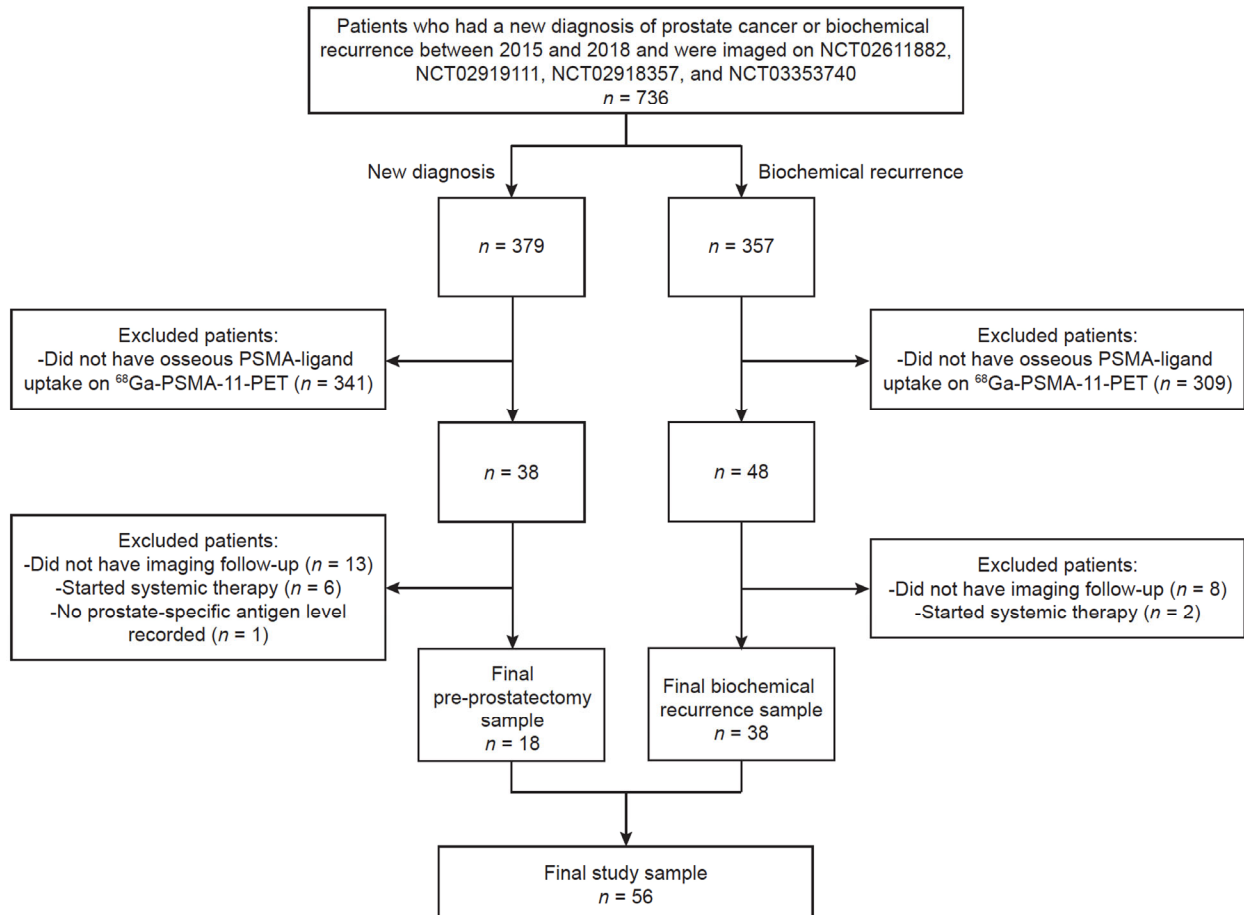 Patients who had a new diagnosis of prostate cancer or biochemical
recurrence between 2015 and 2018 and were imaged on NCT02611882,
NCT02919111, NCT02918357, and NCT03353740
n = 736
New diagnosis
Biochemical recurrence
n = 379
n = 357
Excluded patients:
-Did not have osseous PSMA-ligand
uptake on ⁶⁸Ga-PSMA-11-PET (n = 341)
Excluded patients:
-Did not have osseous PSMA-ligand
uptake on ⁶⁸Ga-PSMA-11-PET (n = 309)
n = 38
n = 48
Excluded patients:
-Did not have imaging follow-up (n = 13)
-Started systemic therapy (n = 6)
-No prostate-specific antigen level
recorded (n = 1)
Excluded patients:
-Did not have imaging follow-up (n = 8)
-Started systemic therapy (n = 2)
Final
pre-prostatectomy
sample
n = 18
Final biochemical
recurrence sample
n = 38
Final study sample
n = 56